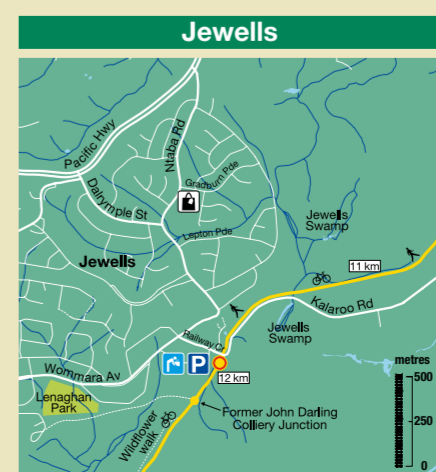 Jewells
Pacific Hwy
Ntaba Rd
Gradburn Pde
Dalrymple St
Lepton Pde
Jewells
Swamp
Jewells
11 km
Kalaroo Rd
Jewells
Swamp
Railway Cr
Wommara Av
P
12 km
Lenaghan
Park
Former John Darling
Colliery Junction
Wildflower
walk
metres
500
250
0